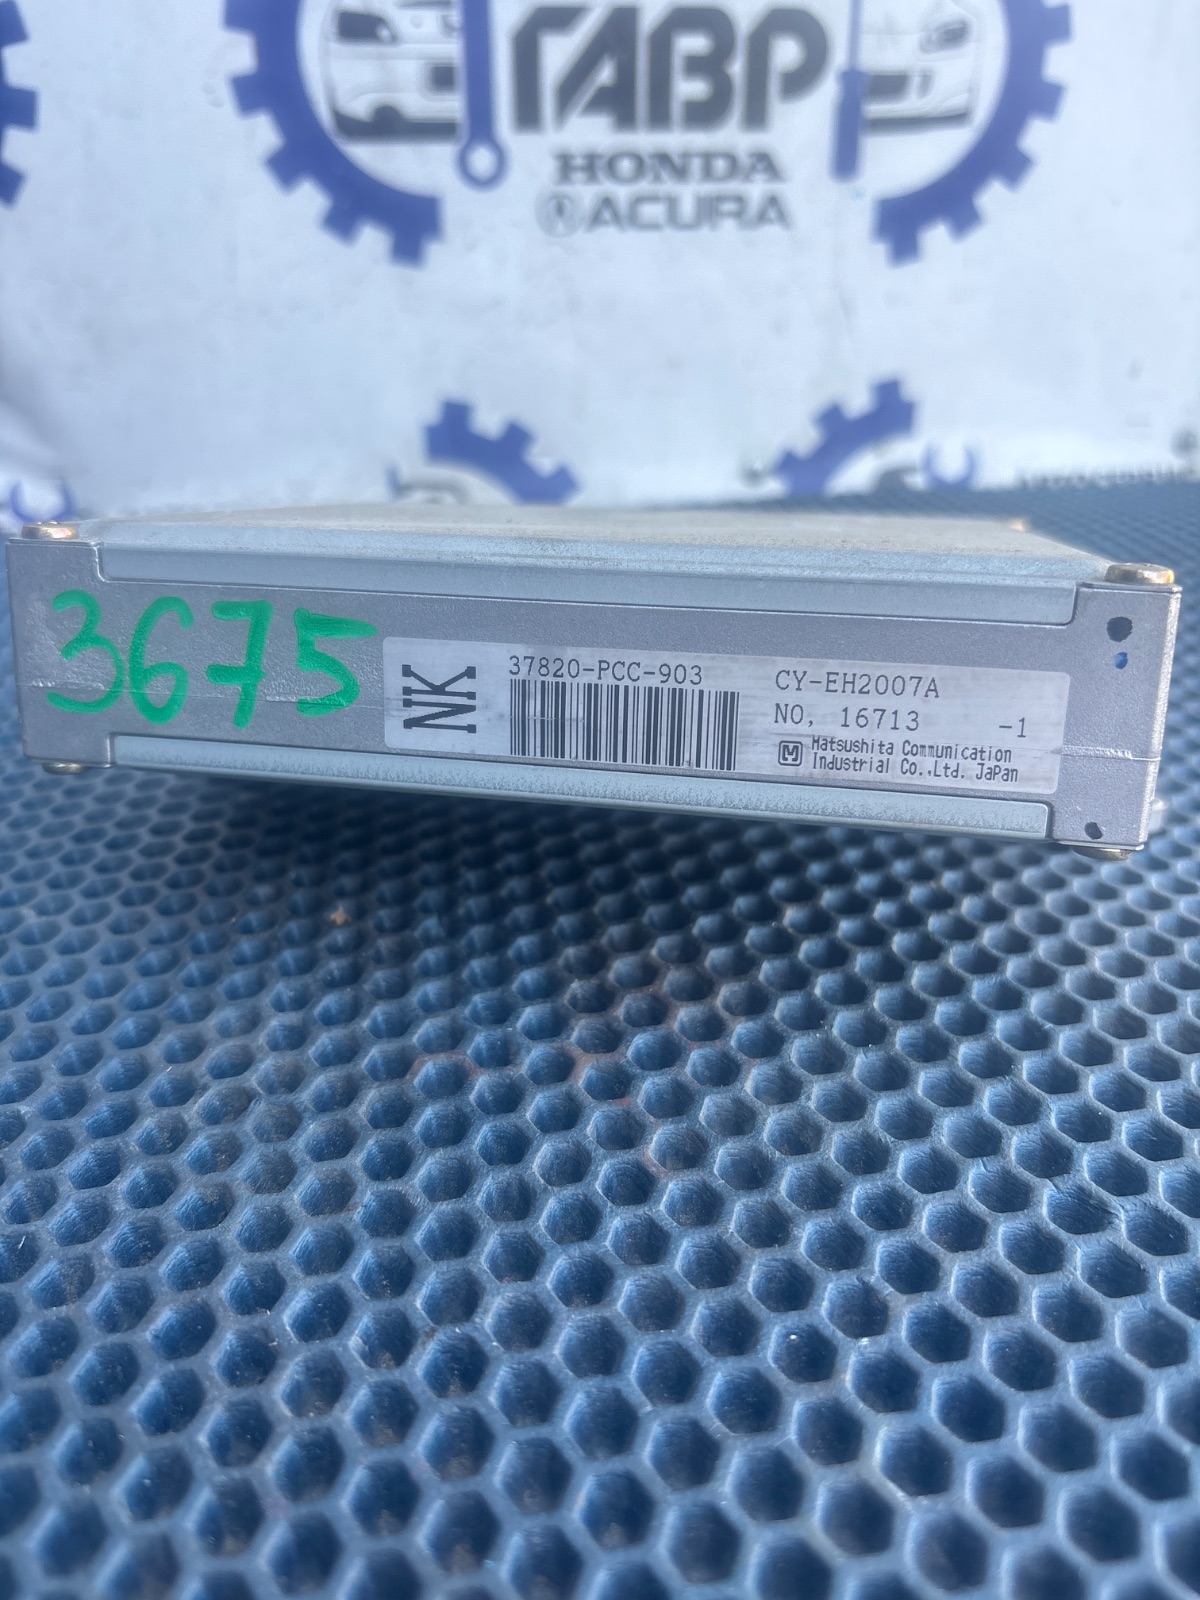 ГАВР
HONDA
ACURA
3675
NK
37820-PCC-903
CY-EH2007A
NO, 16713 -1
M Matsushita Communication
Industrial Co.,Ltd. JaPan